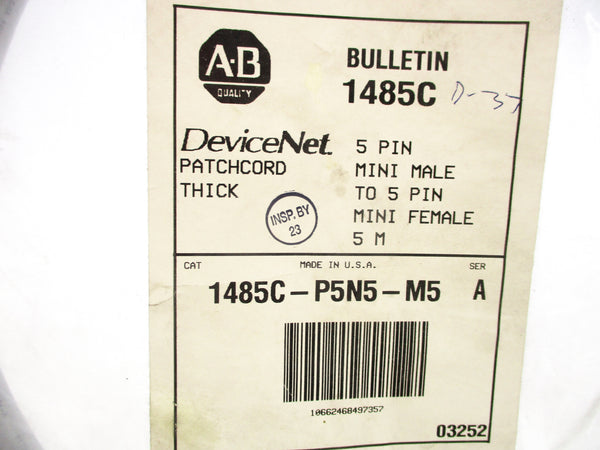 A-B
QUALITY
BULLETIN
1485C D-37
DeviceNet
PATCHCORD
THICK
5 PIN
MINI MALE
TO 5 PIN
MINI FEMALE
5 M
INSP. BY
23
CAT MADE IN U.S.A. SER
1485C-P5N5-M5 A
10662468497357
03252